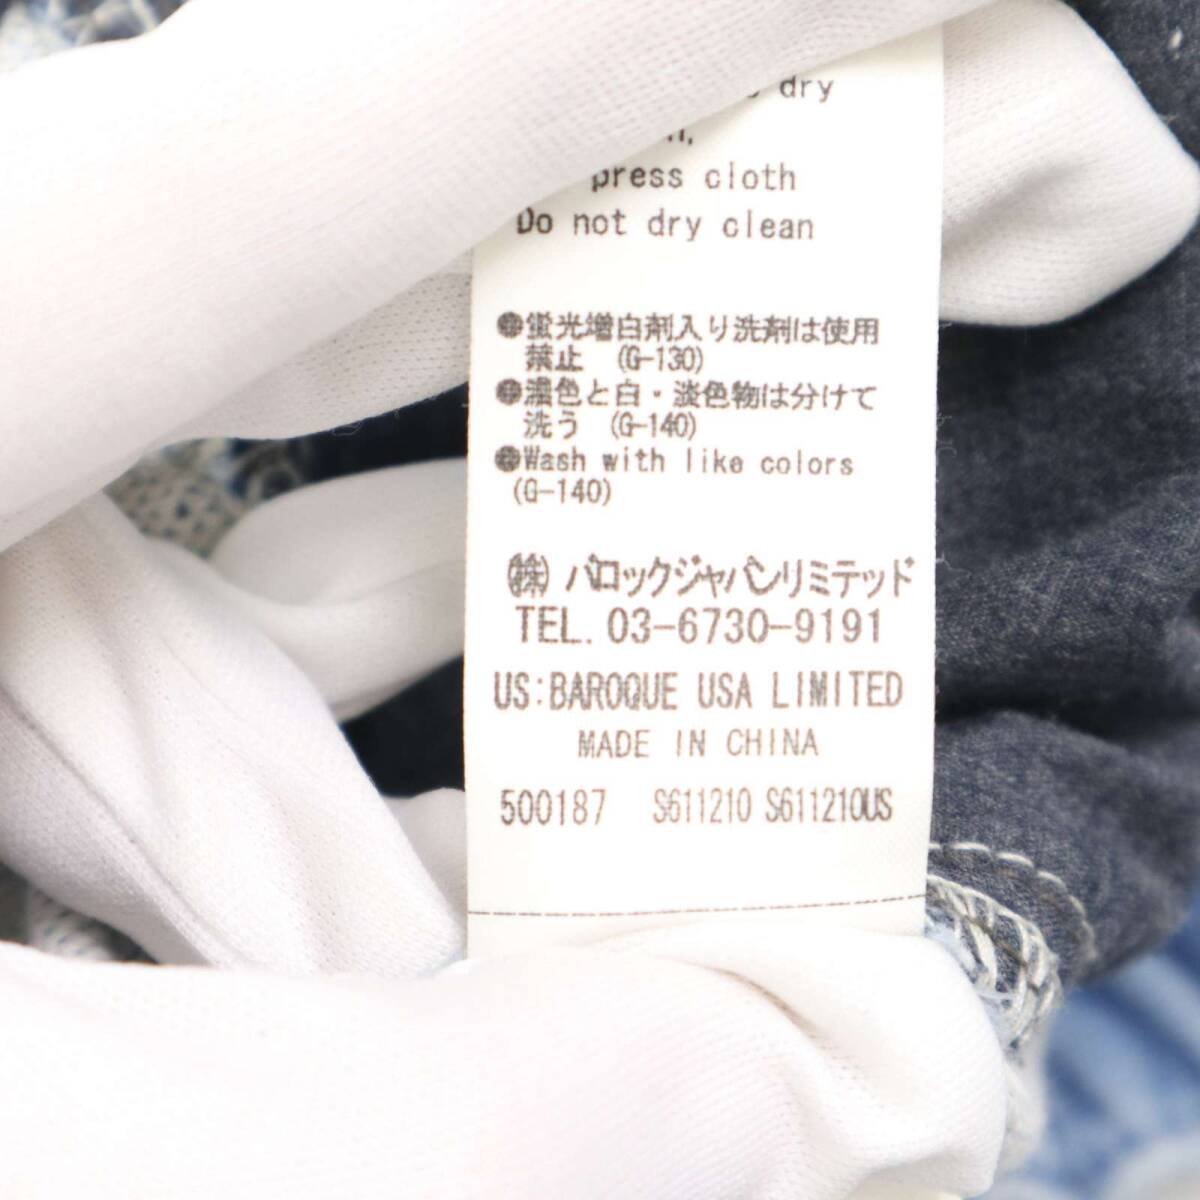 dry
press cloth
Do not dry clean
●蛍光増白剤入り洗剤は使用
禁止 (G-130)
●濃色と白・淡色物は分けて
洗う (G-140)
●Wash with like colors
(G-140)
㈱ バロックジャパンリミテッド
TEL. 03-6730-9191
US:BAROQUE USA LIMITED
MADE IN CHINA
500187 S611210 S611210US